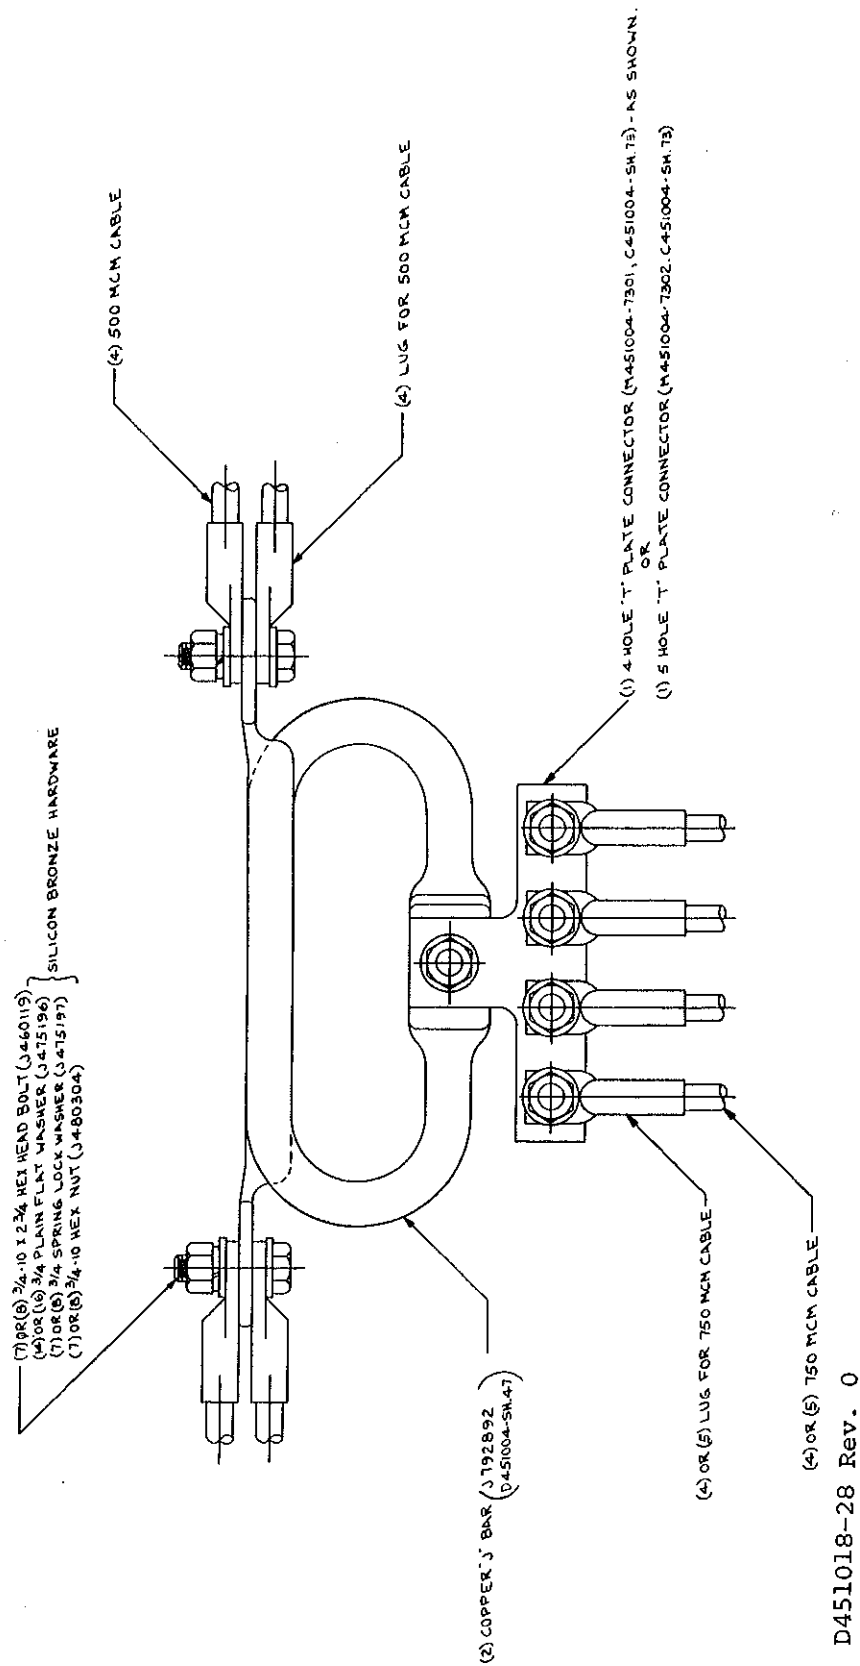 (7) OR (8) 3/4-10 X 2 3/4 HEX HEAD BOLT (J460119)
(14) OR (16) 3/4 PLAIN FLAT WASHER (J475196)
(7) OR (8) 3/4 SPRING LOCK WASHER (J475197)
(7) OR (8) 3/4-10 HEX NUT (J480304)
} SILICON BRONZE HARDWARE
(4) 500 MCM CABLE
(4) LUG FOR 500 MCM CABLE
(2) COPPER "J" BAR (J792892
D451004-SH.47)
(1) 4 HOLE "T" PLATE CONNECTOR (M451004-7301, C451004-SH.73) - AS SHOWN.
OR
(1) 5 HOLE "T" PLATE CONNECTOR (M451004-7302. C451004-SH.73)
(4) OR (5) LUG FOR 750 MCM CABLE
(4) OR (5) 750 MCM CABLE
D451018-28 Rev. 0